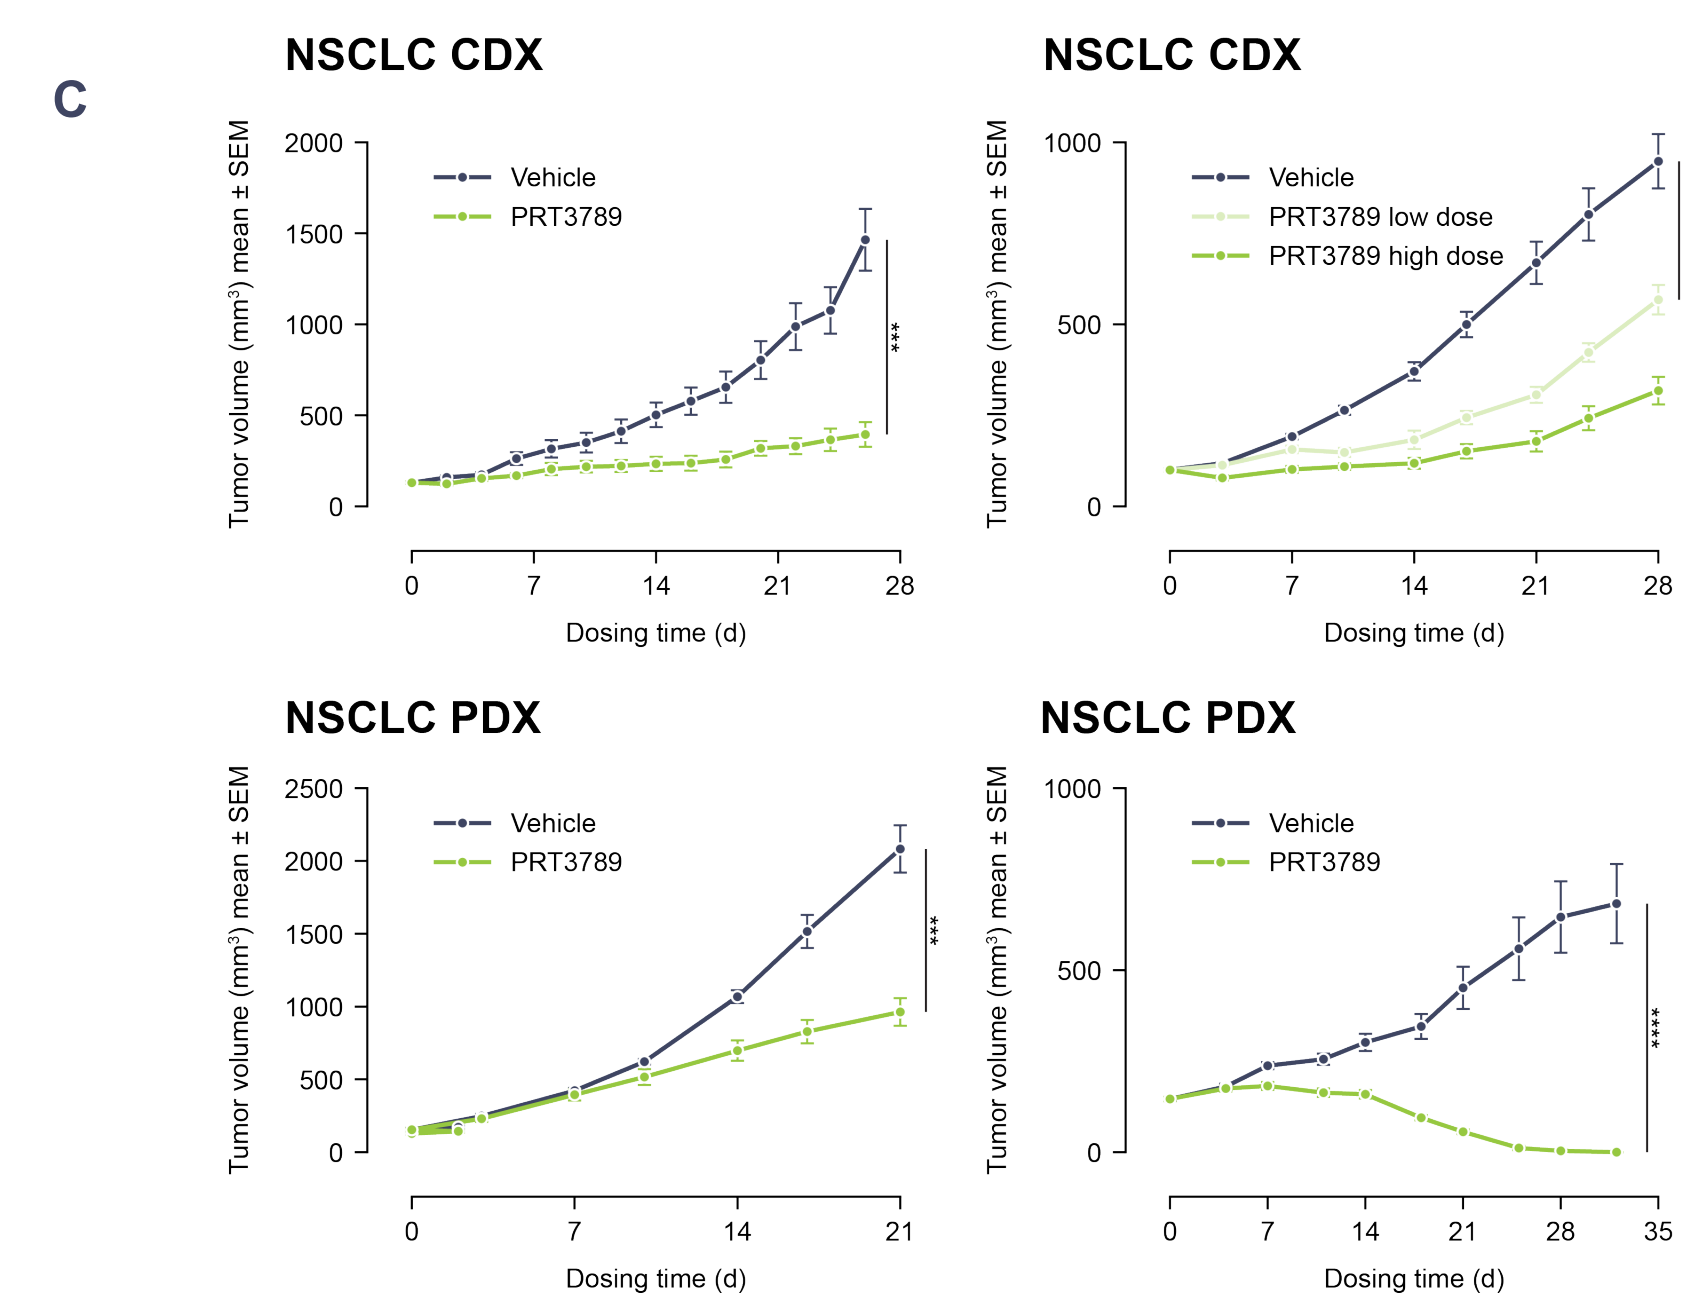 C
NSCLC CDX
Tumor volume (mm³) mean ± SEM
2000
1500
1000
500
0
Vehicle
PRT3789
***
0 7 14 21 28
Dosing time (d)
NSCLC CDX
Tumor volume (mm³) mean ± SEM
1000
500
0
Vehicle
PRT3789 low dose
PRT3789 high dose
0 7 14 21 28
Dosing time (d)
NSCLC PDX
Tumor volume (mm³) mean ± SEM
2500
2000
1500
1000
500
0
Vehicle
PRT3789
***
0 7 14 21
Dosing time (d)
NSCLC PDX
Tumor volume (mm³) mean ± SEM
1000
500
0
Vehicle
PRT3789
****
0 7 14 21 28 35
Dosing time (d)